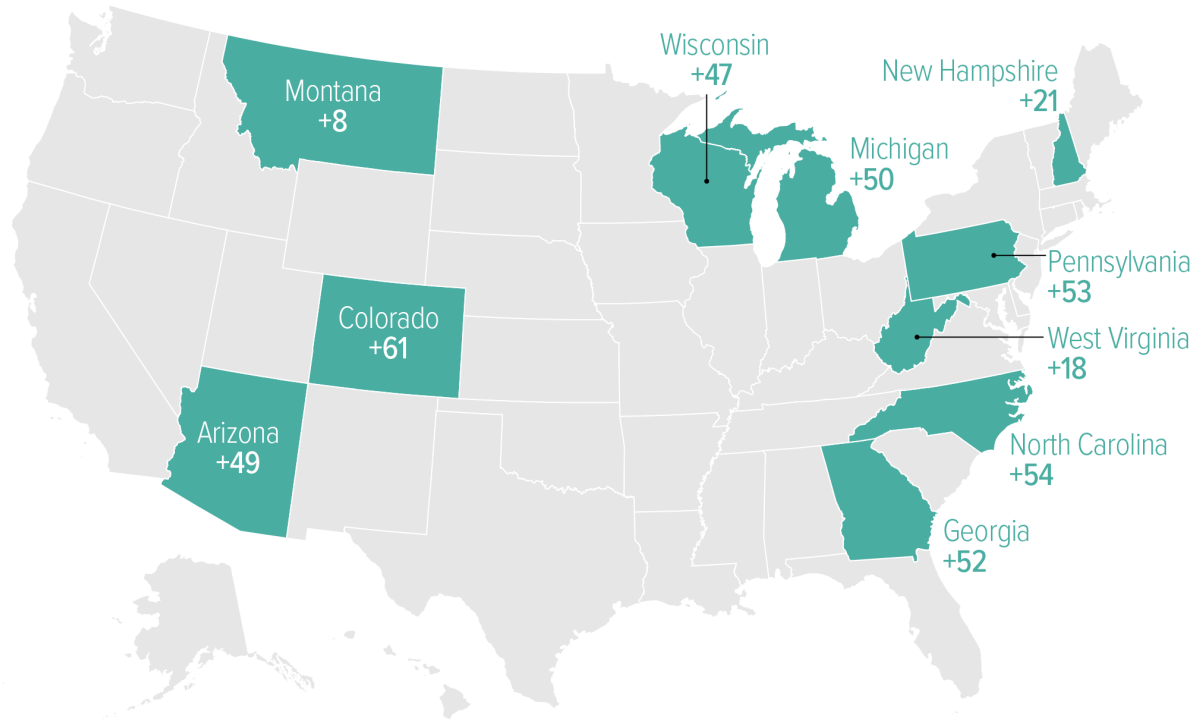 Wisconsin
+47
New Hampshire
+21
Montana
+8
Michigan
+50
Pennsylvania
+53
Colorado
+61
West Virginia
+18
Arizona
+49
North Carolina
+54
Georgia
+52